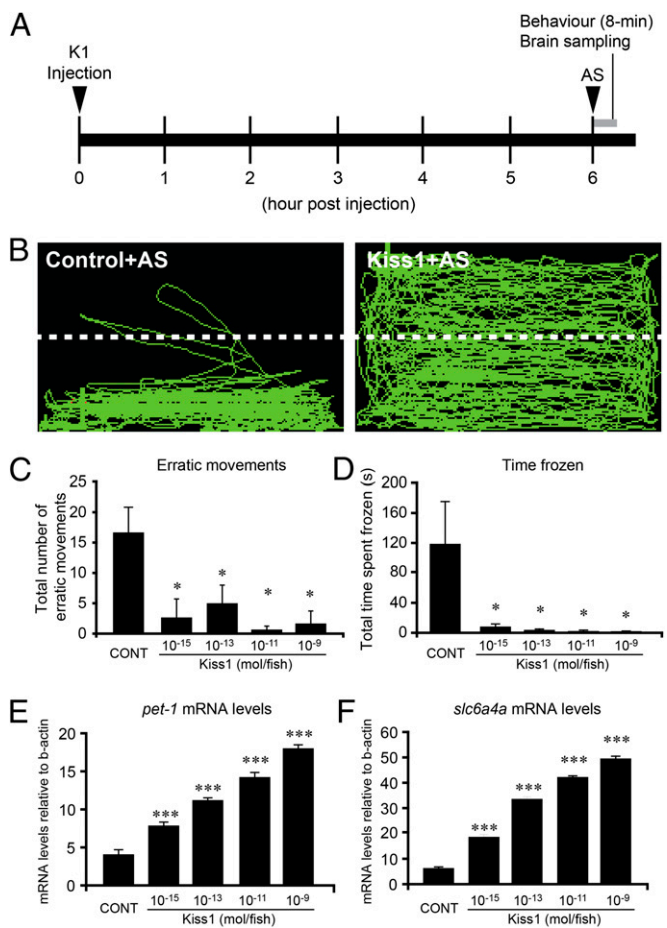 A
K1
Injection
AS
Behaviour (8-min)
Brain sampling
0 1 2 3 4 5 6
(hour post injection)
B
Control+AS
Kiss1+AS
C
Erratic movements
Total number of
erratic movements
25
20
15
10
5
0
* * * *
CONT
10-15 10-13 10-11 10-9
Kiss1 (mol/fish)
D
Time frozen
Total time spent frozen (s)
200
160
120
80
40
0
* * * *
CONT
10-15 10-13 10-11 10-9
Kiss1 (mol/fish)
E
pet-1 mRNA levels
mRNA levels relative to b-actin
20
15
10
5
0
*** *** *** ***
CONT
10-15 10-13 10-11 10-9
Kiss1 (mol/fish)
F
slc6a4a mRNA levels
mRNA levels relative to b-actin
60
50
40
30
20
10
0
*** *** *** ***
CONT
10-15 10-13 10-11 10-9
Kiss1 (mol/fish)